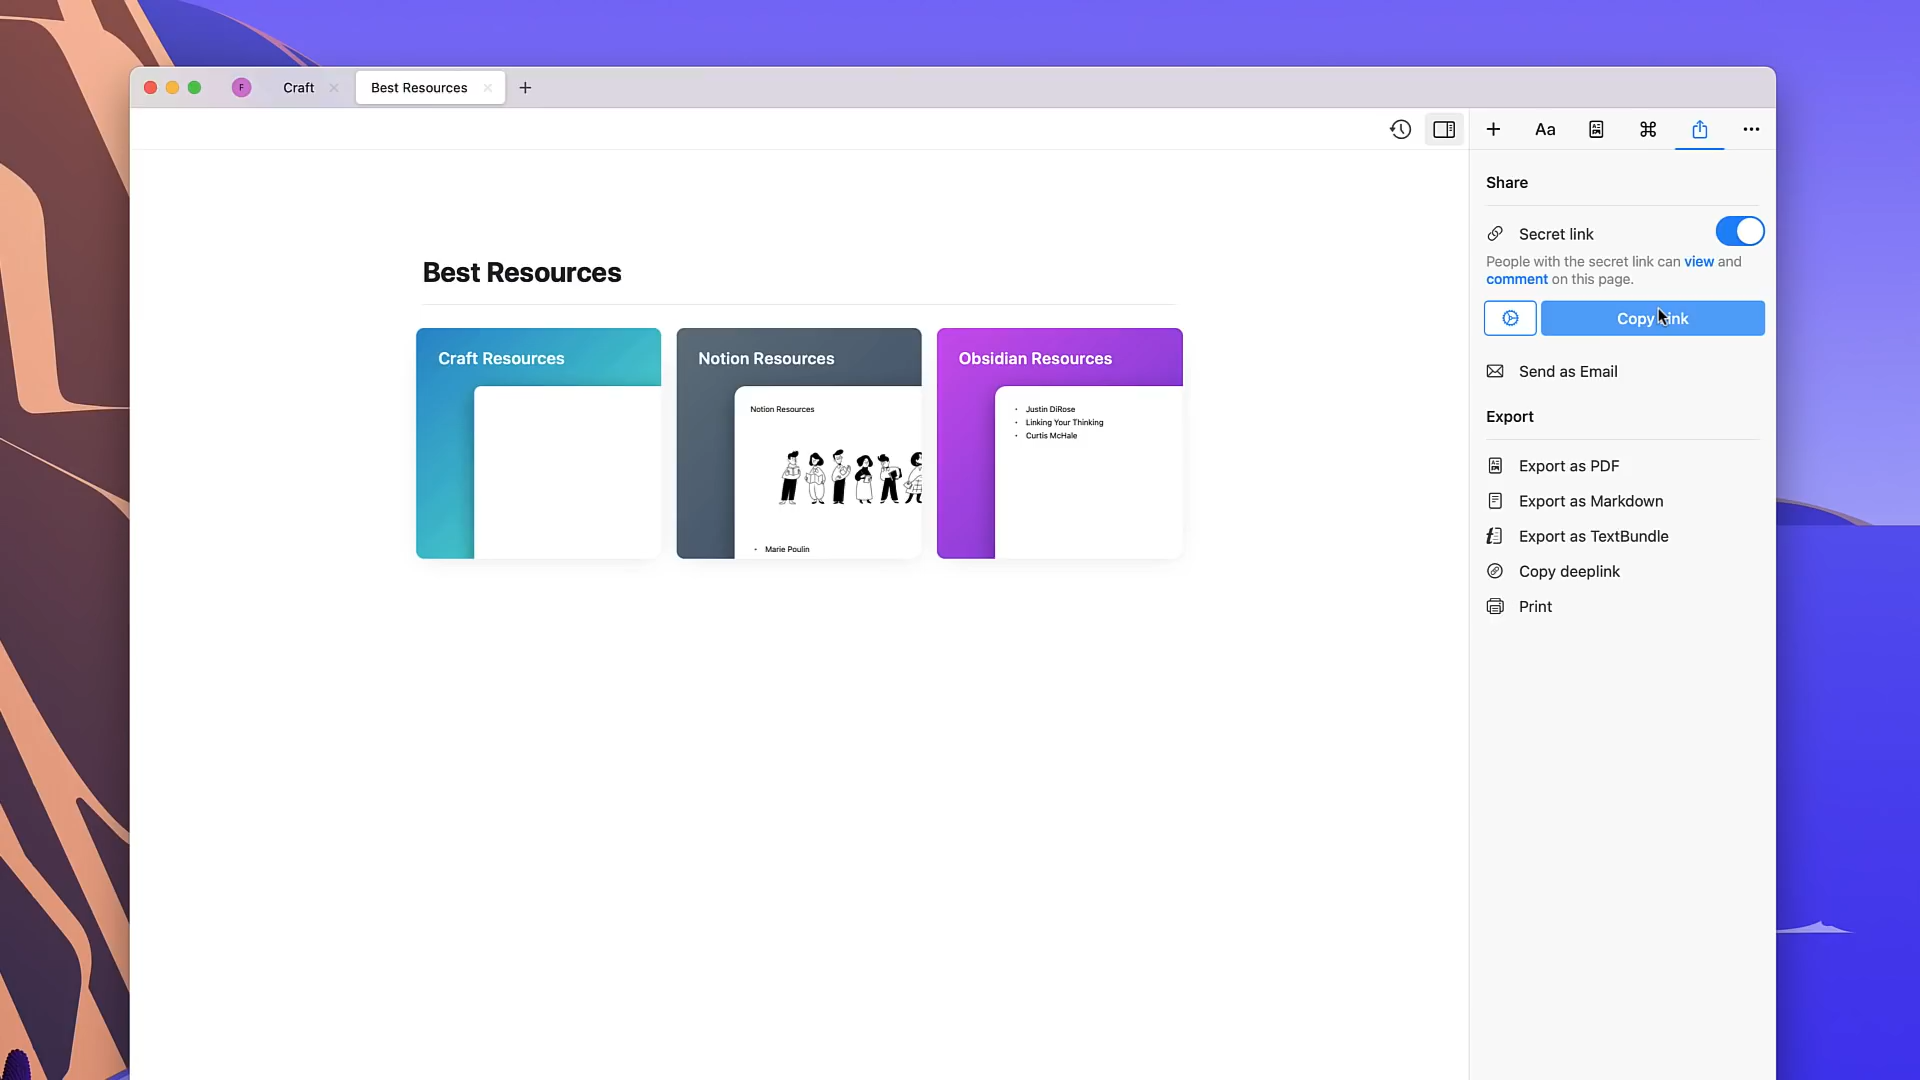 F
Craft
Best Resources
Aa
Share
Secret link
People with the secret link can view and
comment on this page.
Copy link
Send as Email
Export
Export as PDF
Export as Markdown
Export as TextBundle
Copy deeplink
Print
Best Resources
Craft Resources
Notion Resources
Notion Resources
• Marie Poulin
Obsidian Resources
• Justin DiRose
• Linking Your Thinking
• Curtis McHale